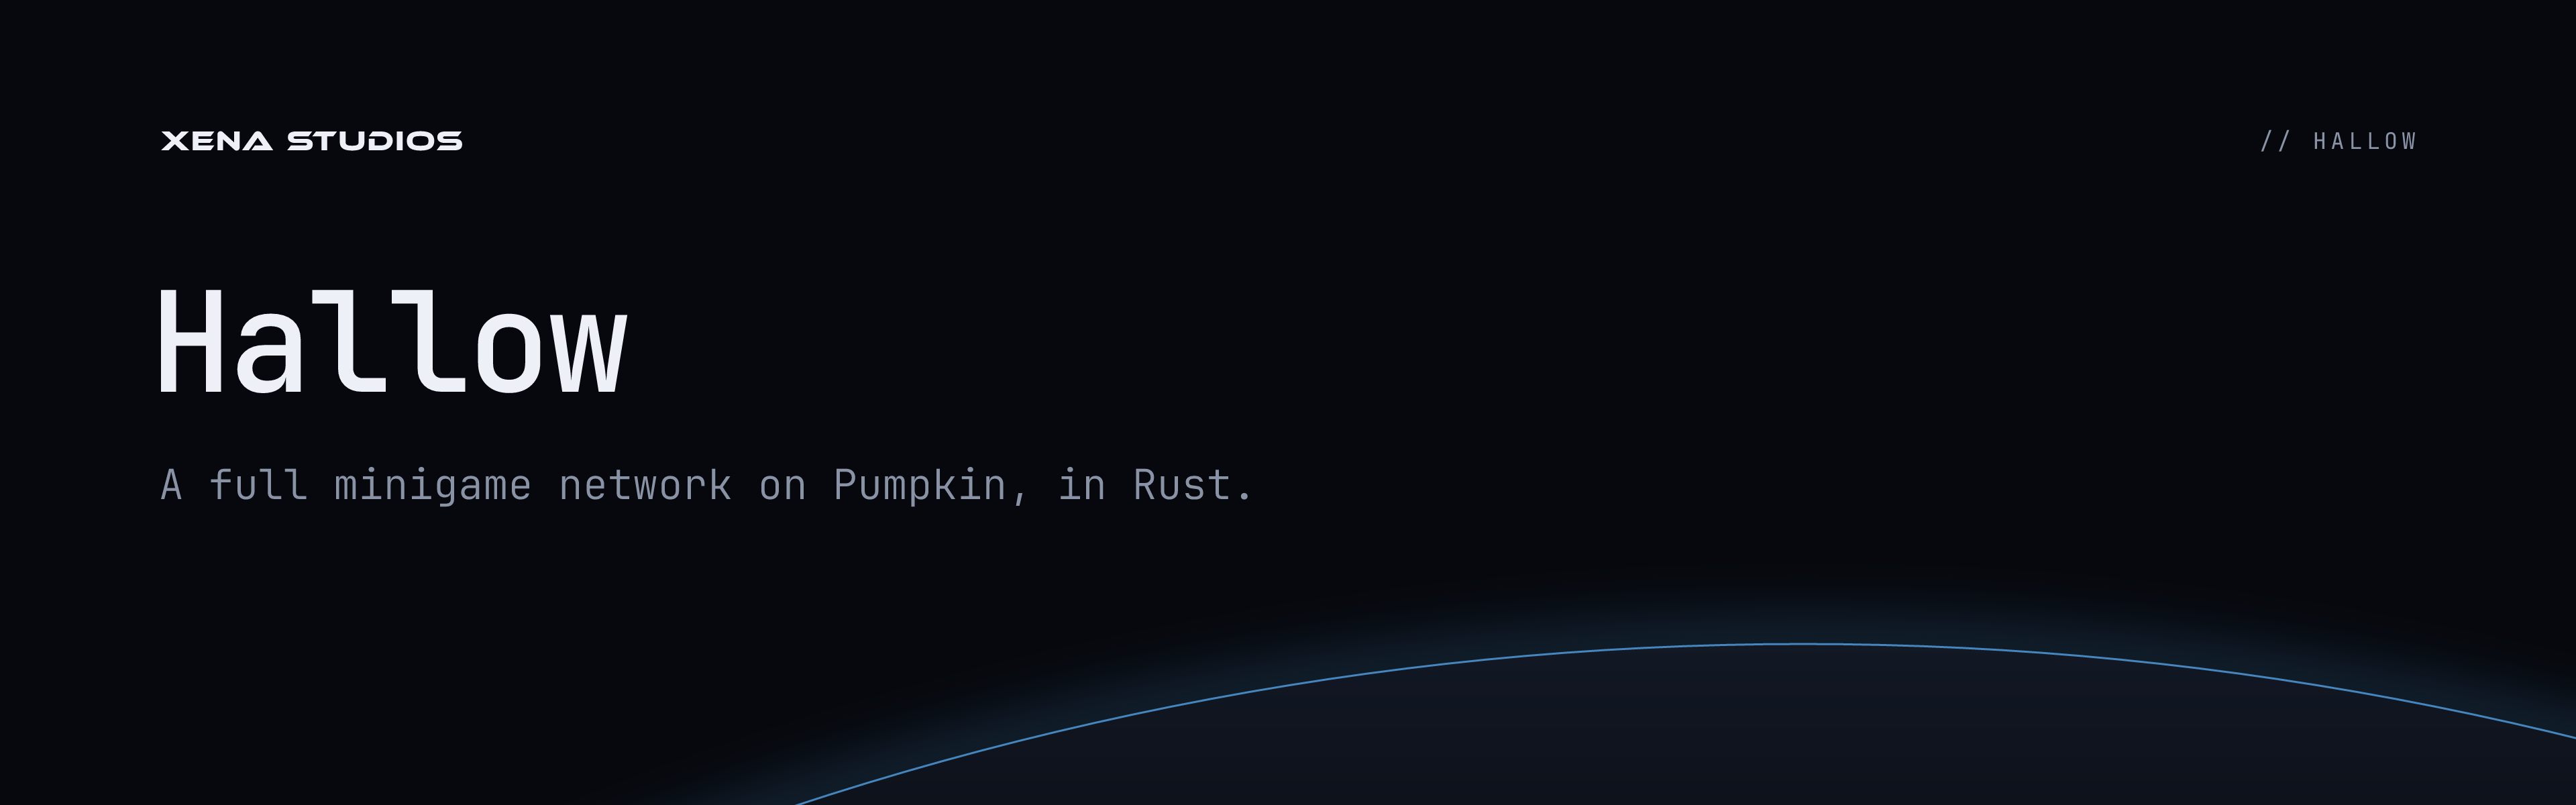 XENA STUDIOS
// HALLOW
Hallow
A full minigame network on Pumpkin, in Rust.